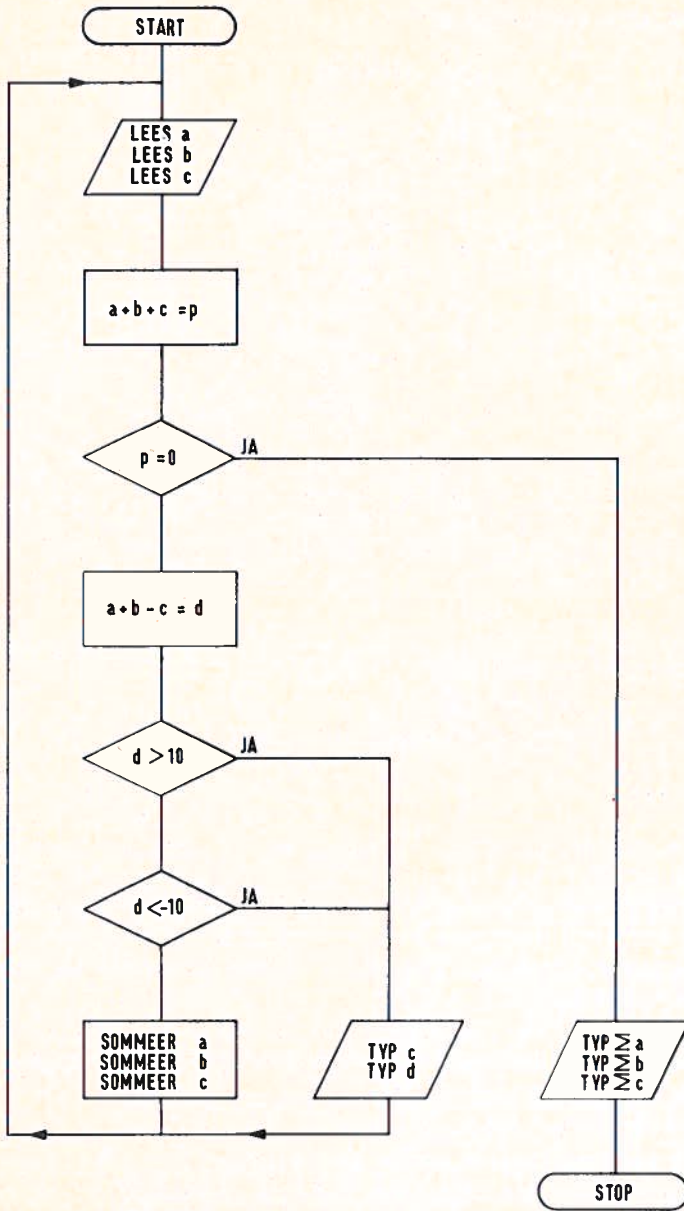 START
LEES a
LEES b
LEES c
a+b+c =p
p =0
JA
a+b-c = d
d >10
JA
d <-10
JA
SOMMEER a
SOMMEER b
SOMMEER c
TYP c
TYP d
TYP Σ a
TYP Σ b
TYP Σ c
STOP